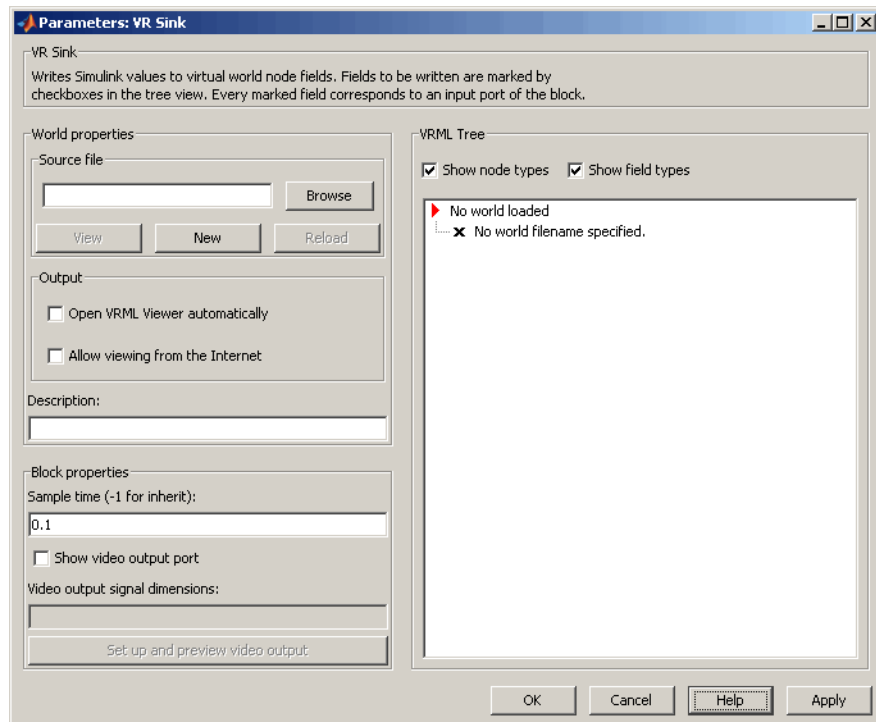 Parameters: VR Sink
VR Sink
Writes Simulink values to virtual world node fields. Fields to be written are marked by
checkboxes in the tree view. Every marked field corresponds to an input port of the block.
World properties
Source file
Browse
View
New
Reload
Output
Open VRML Viewer automatically
Allow viewing from the Internet
Description:
Block properties
Sample time (-1 for inherit):
0.1
Show video output port
Video output signal dimensions:
Set up and preview video output
VRML Tree
Show node types
Show field types
No world loaded
No world filename specified.
OK
Cancel
Help
Apply